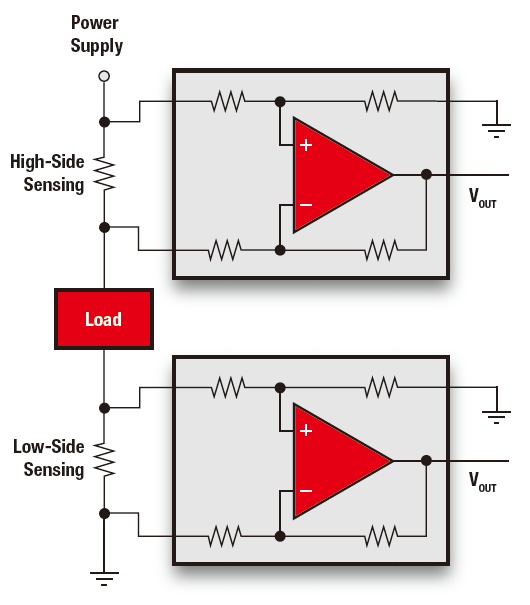 Power
Supply
High-Side
Sensing
+
−
VOUT
Load
Low-Side
Sensing
+
−
VOUT